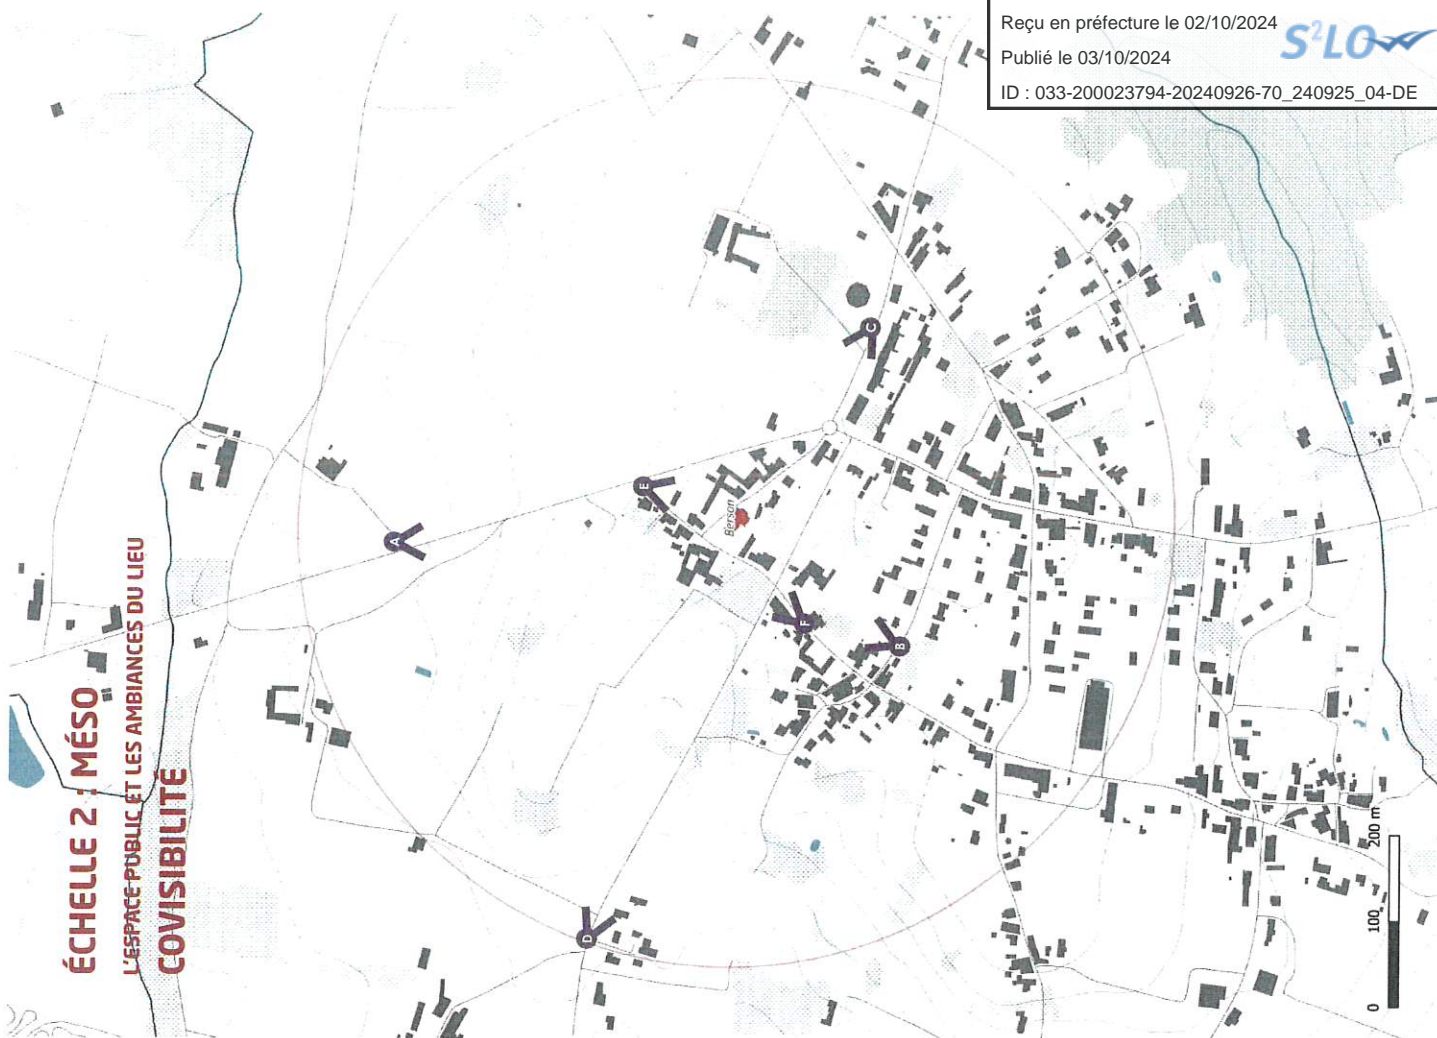 Reçu en préfecture le 02/10/2024
Publié le 03/10/2024
ID : 033-200023794-20240926-70_240925_04-DE
S²LO
ÉCHELLE 2 : MÉSO
L'ESPACE PUBLIC ET LES AMBIANCES DU LIEU
COVISIBILITÉ
A
E
C
Berson
F
B
D
0 100 200 m